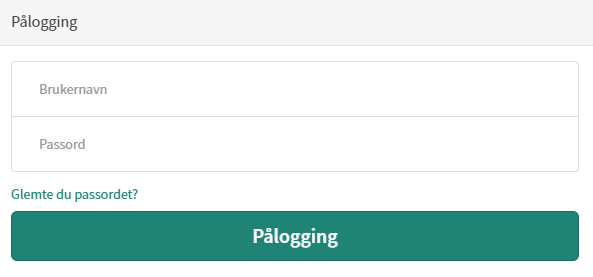 Pålogging
Brukernavn
Passord
Glemte du passordet?
Pålogging